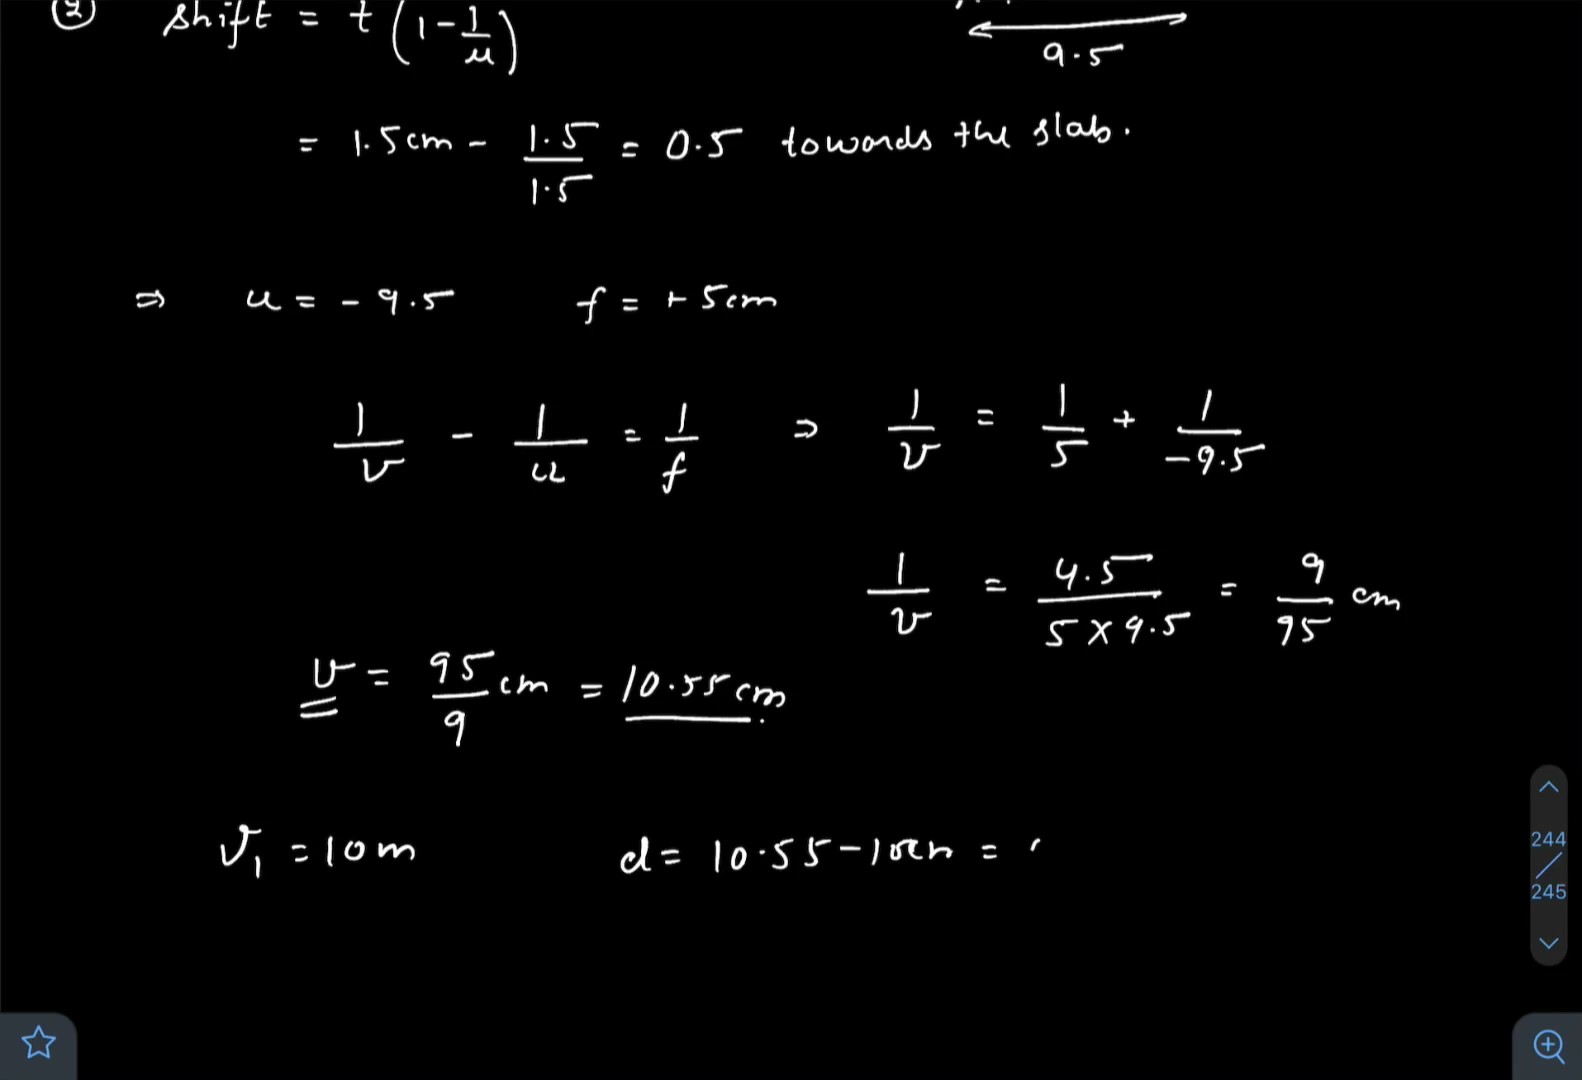 ② shift = t(1 - 1/μ)
9.5
= 1.5cm - 1.5/1.5 = 0.5 towards the slab.
⇒ u = - 9.5 f = + 5cm
1/v - 1/u = 1/f ⇒ 1/v = 1/5 + 1/-9.5
1/v = 4.5/5 x 9.5 = 9/95 cm
v = 95/9 cm = 10.55 cm
v₁ = 10m d = 10.55 - 10cm =
244
/
245